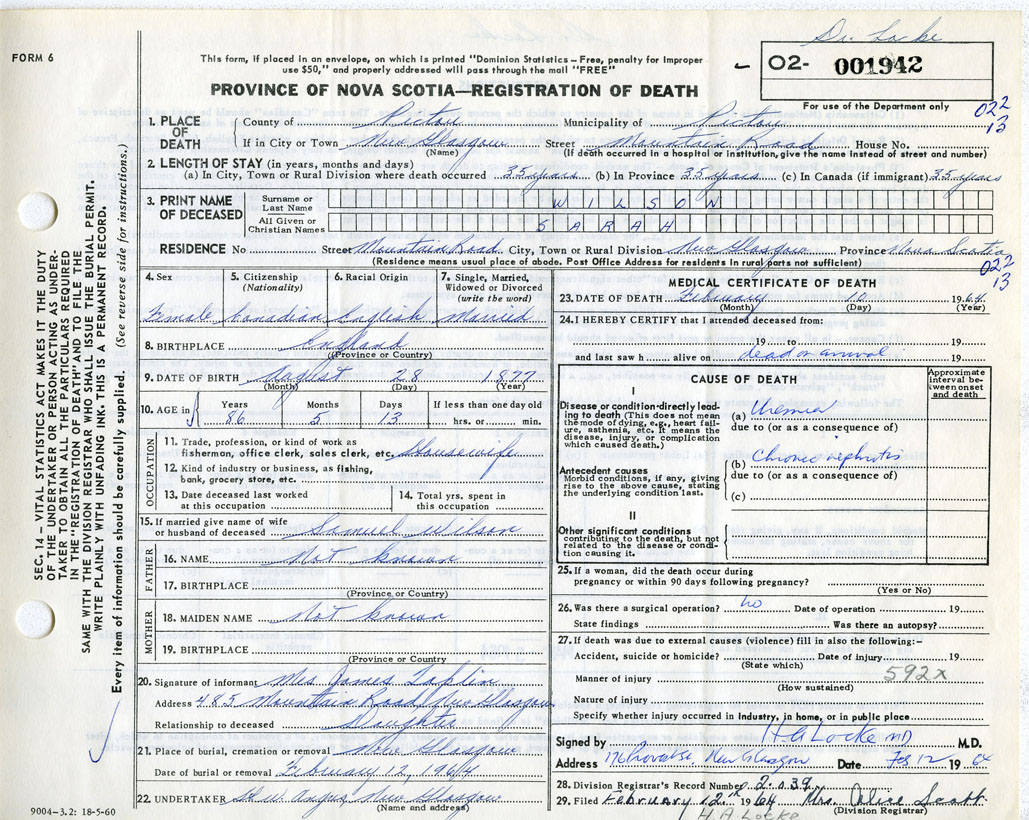 Dr. Locke
FORM 6
This form, if placed in an envelope, on which is printed "Dominion Statistics – Free, penalty for improper
use $50," and properly addressed will pass through the mail "FREE"
PROVINCE OF NOVA SCOTIA—REGISTRATION OF DEATH
O2- 001942
For use of the Department only
022
13
1. PLACE OF DEATH
County of Pictou Municipality of Pictou
If in City or Town New Glasgow Street Mountain Road House No.
(Name) (If death occurred in a hospital or institution, give the name instead of street and number)
2. LENGTH OF STAY (in years, months and days)
(a) In City, Town or Rural Division where death occurred 35 years (b) In Province 35 years (c) In Canada (if immigrant) 35 years
3. PRINT NAME OF DECEASED
Surname or Last Name WILSON
All Given or Christian Names SARAH
RESIDENCE No Street Mountain Road City, Town or Rural Division New Glasgow Province Nova Scotia
(Residence means usual place of abode. Post Office Address for residents in rural parts not sufficient)
022
13
4. Sex 5. Citizenship (Nationality) 6. Racial Origin 7. Single, Married, Widowed or Divorced (write the word)
Female Canadian English Married
8. BIRTHPLACE England
(Province or Country)
9. DATE OF BIRTH August 28 1877
(Month) (Day) (Year)
10. AGE in Years Months Days If less than one day old
86 5 13 hrs. or min.
OCCUPATION
11. Trade, profession, or kind of work as
fisherman, office clerk, sales clerk, etc. Housewife
12. Kind of industry or business, as fishing,
bank, grocery store, etc.
13. Date deceased last worked
at this occupation
14. Total yrs. spent in
this occupation
15. If married give name of wife
or husband of deceased Samuel Wilson
FATHER
16. NAME Not Known
17. BIRTHPLACE
(Province or Country)
MOTHER
18. MAIDEN NAME Not Known
19. BIRTHPLACE
(Province or Country)
20. Signature of informant Mrs James Taplin
Address 485 Mountain Road, New Glasgow
Relationship to deceased Daughter
21. Place of burial, cremation or removal New Glasgow
Date of burial or removal February 12, 1964
22. UNDERTAKER Angus New Glasgow
(Name and address)
9004-3.2: 18-5-60
MEDICAL CERTIFICATE OF DEATH
23. DATE OF DEATH February 10 1964
(Month) (Day) (Year)
24. I HEREBY CERTIFY that I attended deceased from:
19 to 19
and last saw h alive on dead on arrival 19
CAUSE OF DEATH
Approximate interval between onset and death
I
Disease or condition directly leading to death (This does not mean the mode of dying, e.g., heart failure, asthenia, etc. It means the disease, injury, or complication which caused death.)
(a) Uremia
due to (or as a consequence of)
Antecedent causes
Morbid conditions, if any, giving rise to the above cause, stating the underlying condition last.
(b) Chronic nephritis
due to (or as a consequence of)
(c)
II
Other significant conditions
contributing to the death, but not related to the disease or condition causing it.
25. If a woman, did the death occur during
pregnancy or within 90 days following pregnancy?
(Yes or No)
26. Was there a surgical operation? no Date of operation 19
State findings Was there an autopsy?
27. If death was due to external causes (violence) fill in also the following:–
Accident, suicide or homicide? Date of injury 19
(State which)
592X
Manner of injury
(How sustained)
Nature of injury
Specify whether injury occurred in Industry, in home, or in public place
Signed by H A Locke MD M.D.
Address 176 Provost St, New Glasgow Date Feb 12 1964
28. Division Registrar's Record Number 2.039
29. Filed February 12th 1964 Mrs. Alice Scott
(Division Registrar)
H.A. Locke
SEC. 14 – VITAL STATISTICS ACT MAKES IT THE DUTY
OF THE UNDERTAKER OR PERSON ACTING AS UNDER-
TAKER TO OBTAIN ALL THE PARTICULARS REQUIRED
IN THE "REGISTRATION OF DEATH" AND TO FILE THE
SAME WITH THE DIVISION REGISTRAR WHO SHALL ISSUE THE BURIAL PERMIT.
WRITE PLAINLY WITH UNFADING INK. THIS IS A PERMANENT RECORD.
Every item of information should be carefully supplied. (See reverse side for instructions.)